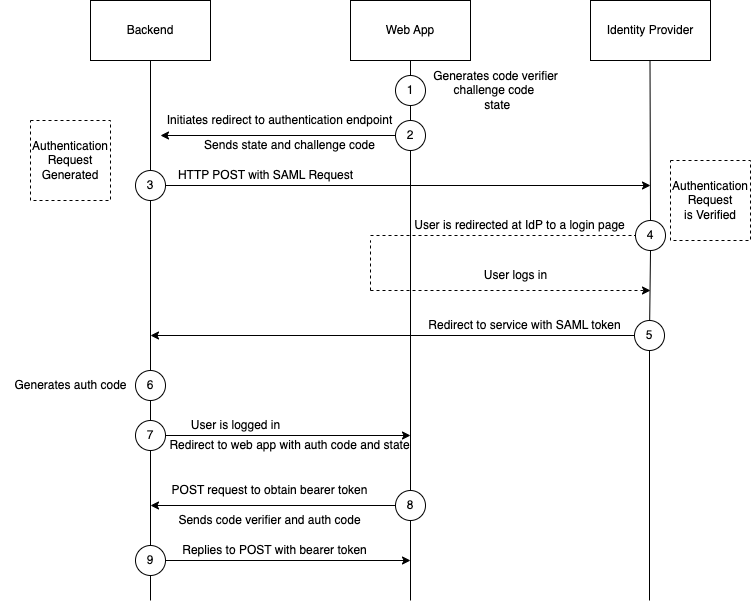 Backend
Web App
Identity Provider
1
Generates code verifier
challenge code
state
Initiates redirect to authentication endpoint
2
Sends state and challenge code
Authentication
Request
Generated
3
HTTP POST with SAML Request
Authentication
Request
is Verified
User is redirected at IdP to a login page
4
User logs in
Redirect to service with SAML token
5
Generates auth code
6
User is logged in
7
Redirect to web app with auth code and state
POST request to obtain bearer token
8
Sends code verifier and auth code
9
Replies to POST with bearer token